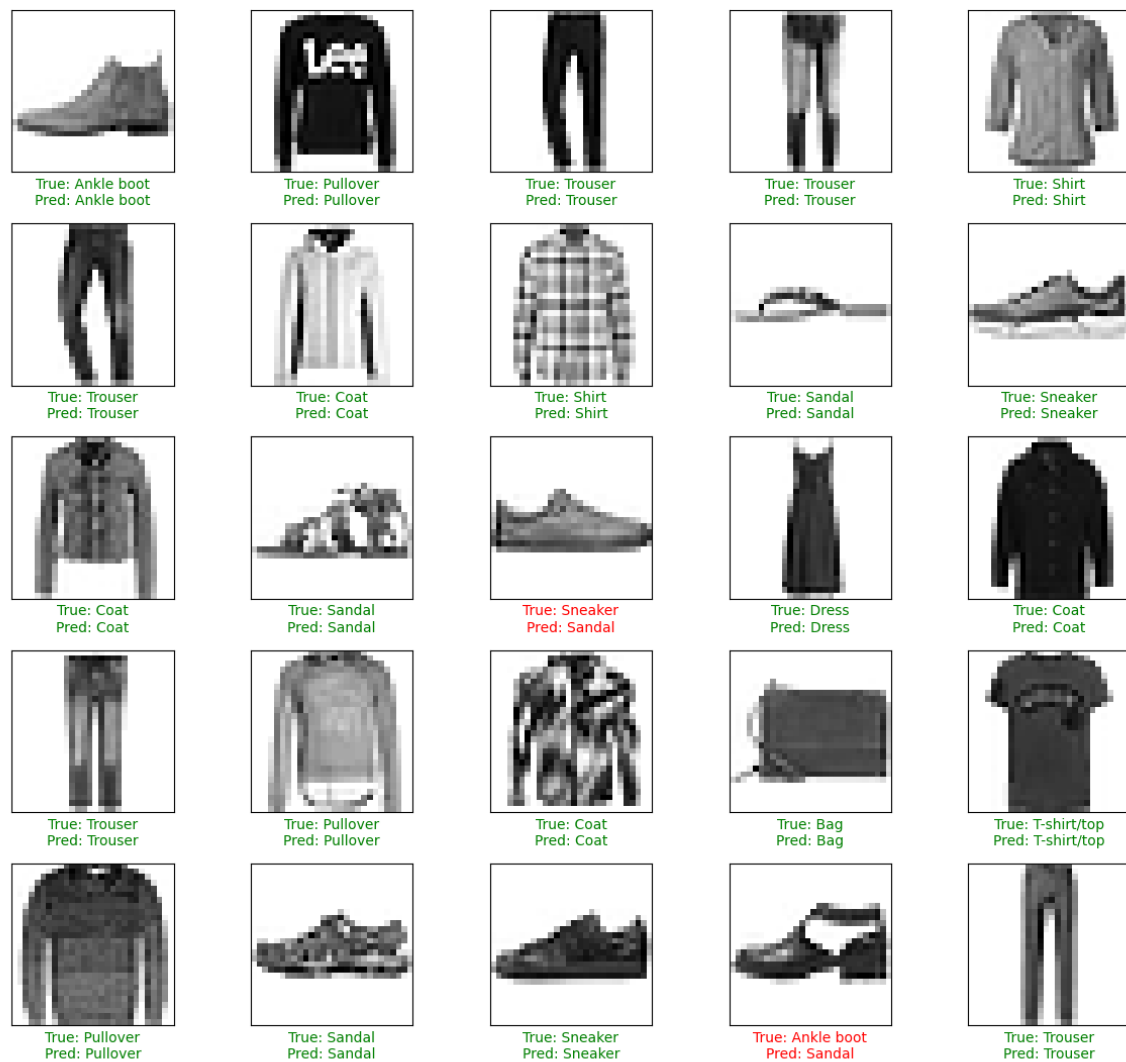 Lee
True: Ankle boot
Pred: Ankle boot
True: Pullover
Pred: Pullover
True: Trouser
Pred: Trouser
True: Trouser
Pred: Trouser
True: Shirt
Pred: Shirt
True: Trouser
Pred: Trouser
True: Coat
Pred: Coat
True: Shirt
Pred: Shirt
True: Sandal
Pred: Sandal
True: Sneaker
Pred: Sneaker
True: Coat
Pred: Coat
True: Sandal
Pred: Sandal
True: Sneaker
Pred: Sandal
True: Dress
Pred: Dress
True: Coat
Pred: Coat
True: Trouser
Pred: Trouser
True: Pullover
Pred: Pullover
True: Coat
Pred: Coat
True: Bag
Pred: Bag
True: T-shirt/top
Pred: T-shirt/top
True: Pullover
Pred: Pullover
True: Sandal
Pred: Sandal
True: Sneaker
Pred: Sneaker
True: Ankle boot
Pred: Sandal
True: Trouser
Pred: Trouser